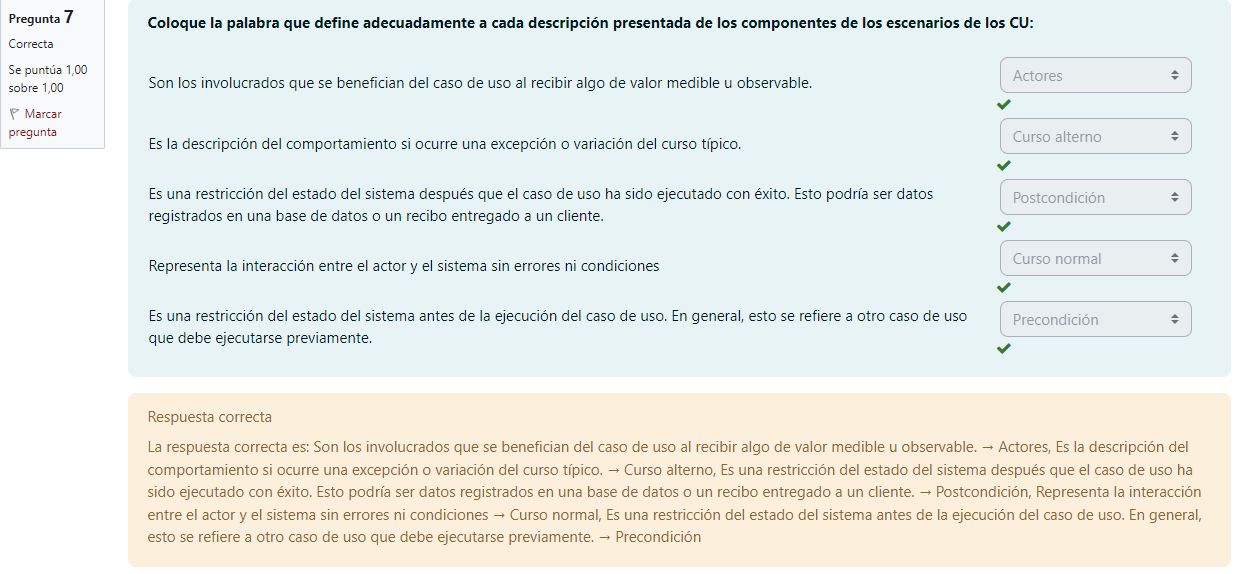 Pregunta 7
Correcta
Se puntúa 1,00
sobre 1,00
Marcar
pregunta
Coloque la palabra que define adecuadamente a cada descripción presentada de los componentes de los escenarios de los CU:
Son los involucrados que se benefician del caso de uso al recibir algo de valor medible u observable.
Actores
Es la descripción del comportamiento si ocurre una excepción o variación del curso típico.
Curso alterno
Es una restricción del estado del sistema después que el caso de uso ha sido ejecutado con éxito. Esto podría ser datos
registrados en una base de datos o un recibo entregado a un cliente.
Postcondición
Representa la interacción entre el actor y el sistema sin errores ni condiciones
Curso normal
Es una restricción del estado del sistema antes de la ejecución del caso de uso. En general, esto se refiere a otro caso de uso
que debe ejecutarse previamente.
Precondición
Respuesta correcta
La respuesta correcta es: Son los involucrados que se benefician del caso de uso al recibir algo de valor medible u observable. → Actores, Es la descripción del
comportamiento si ocurre una excepción o variación del curso típico. → Curso alterno, Es una restricción del estado del sistema después que el caso de uso ha
sido ejecutado con éxito. Esto podría ser datos registrados en una base de datos o un recibo entregado a un cliente. → Postcondición, Representa la interacción
entre el actor y el sistema sin errores ni condiciones → Curso normal, Es una restricción del estado del sistema antes de la ejecución del caso de uso. En general,
esto se refiere a otro caso de uso que debe ejecutarse previamente. → Precondición